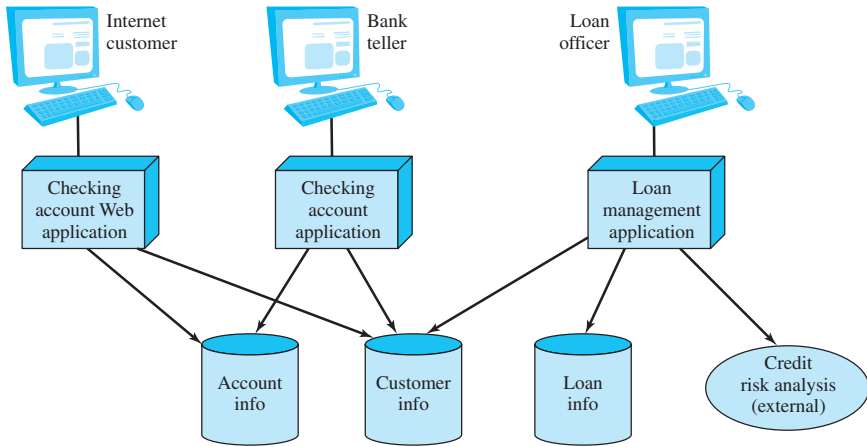 Internet
customer
Bank
teller
Loan
officer
Checking
account Web
application
Checking
account
application
Loan
management
application
Account
info
Customer
info
Loan
info
Credit
risk analysis
(external)